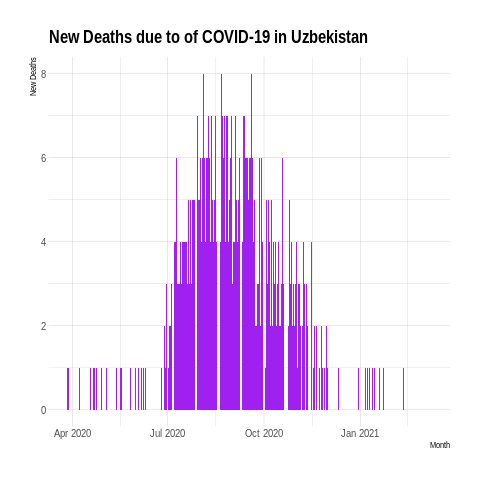 New Deaths due to of COVID-19 in Uzbekistan
New Deaths
8
6
4
2
0
Apr 2020 Jul 2020 Oct 2020 Jan 2021
Month